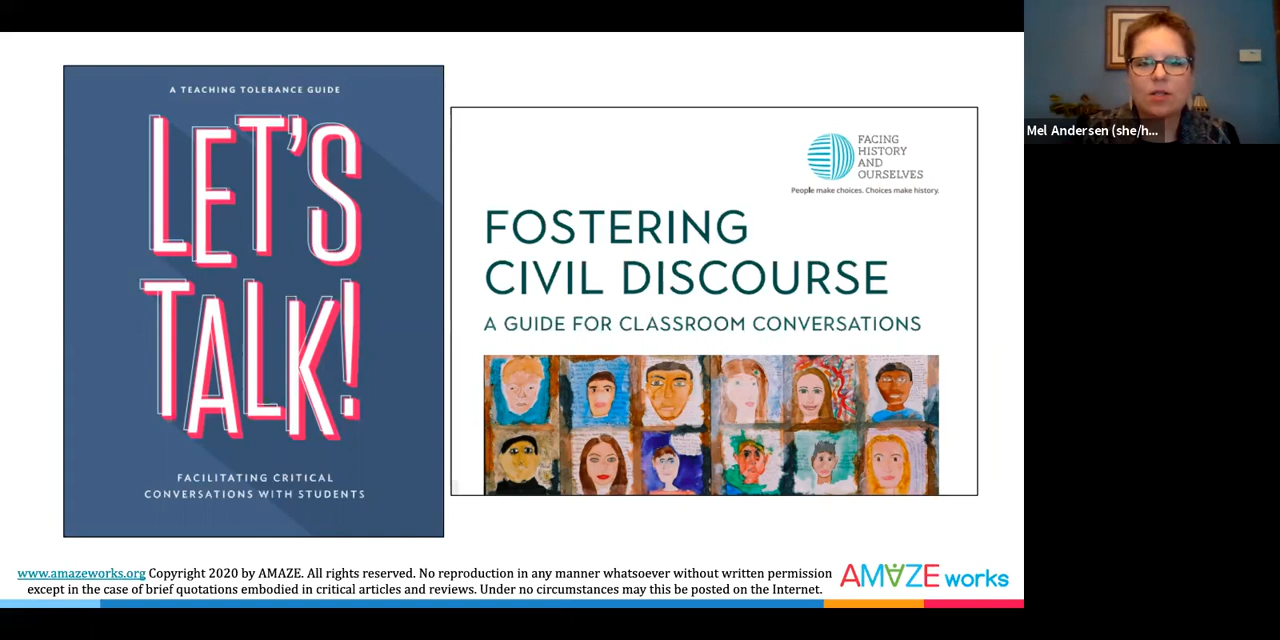 A TEACHING TOLERANCE GUIDE
LET'S
TALK!
FACILITATING CRITICAL
CONVERSATIONS WITH STUDENTS
FACING
HISTORY
AND
OURSELVES
People make choices. Choices make history.
FOSTERING
CIVIL DISCOURSE
A GUIDE FOR CLASSROOM CONVERSATIONS
www.amazeworks.org Copyright 2020 by AMAZE. All rights reserved. No reproduction in any manner whatsoever without written permission
except in the case of brief quotations embodied in critical articles and reviews. Under no circumstances may this be posted on the Internet.
AMAZE works
Mel Andersen (she/h...